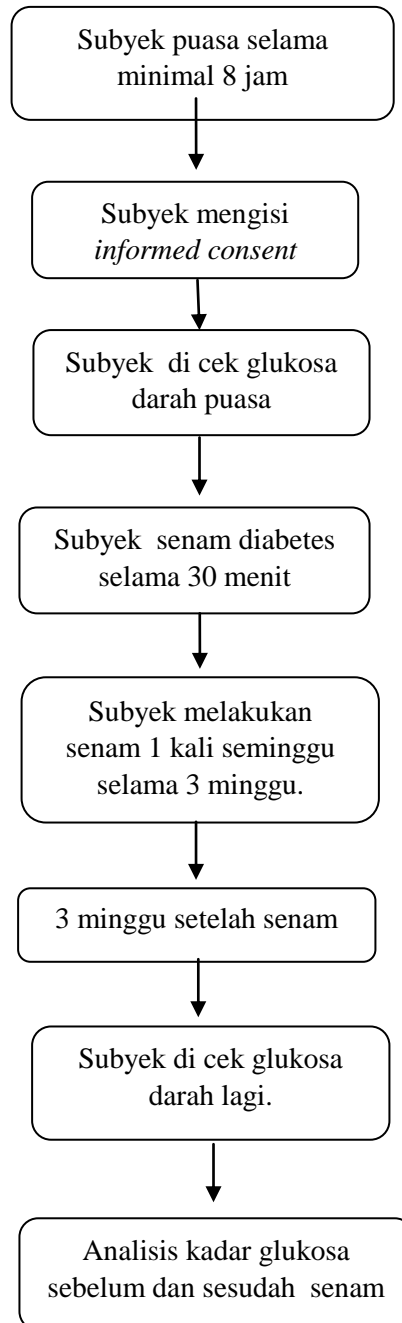 Subyek puasa selama
minimal 8 jam
Subyek mengisi
informed consent
Subyek di cek glukosa
darah puasa
Subyek senam diabetes
selama 30 menit
Subyek melakukan
senam 1 kali seminggu
selama 3 minggu.
3 minggu setelah senam
Subyek di cek glukosa
darah lagi.
Analisis kadar glukosa
sebelum dan sesudah senam